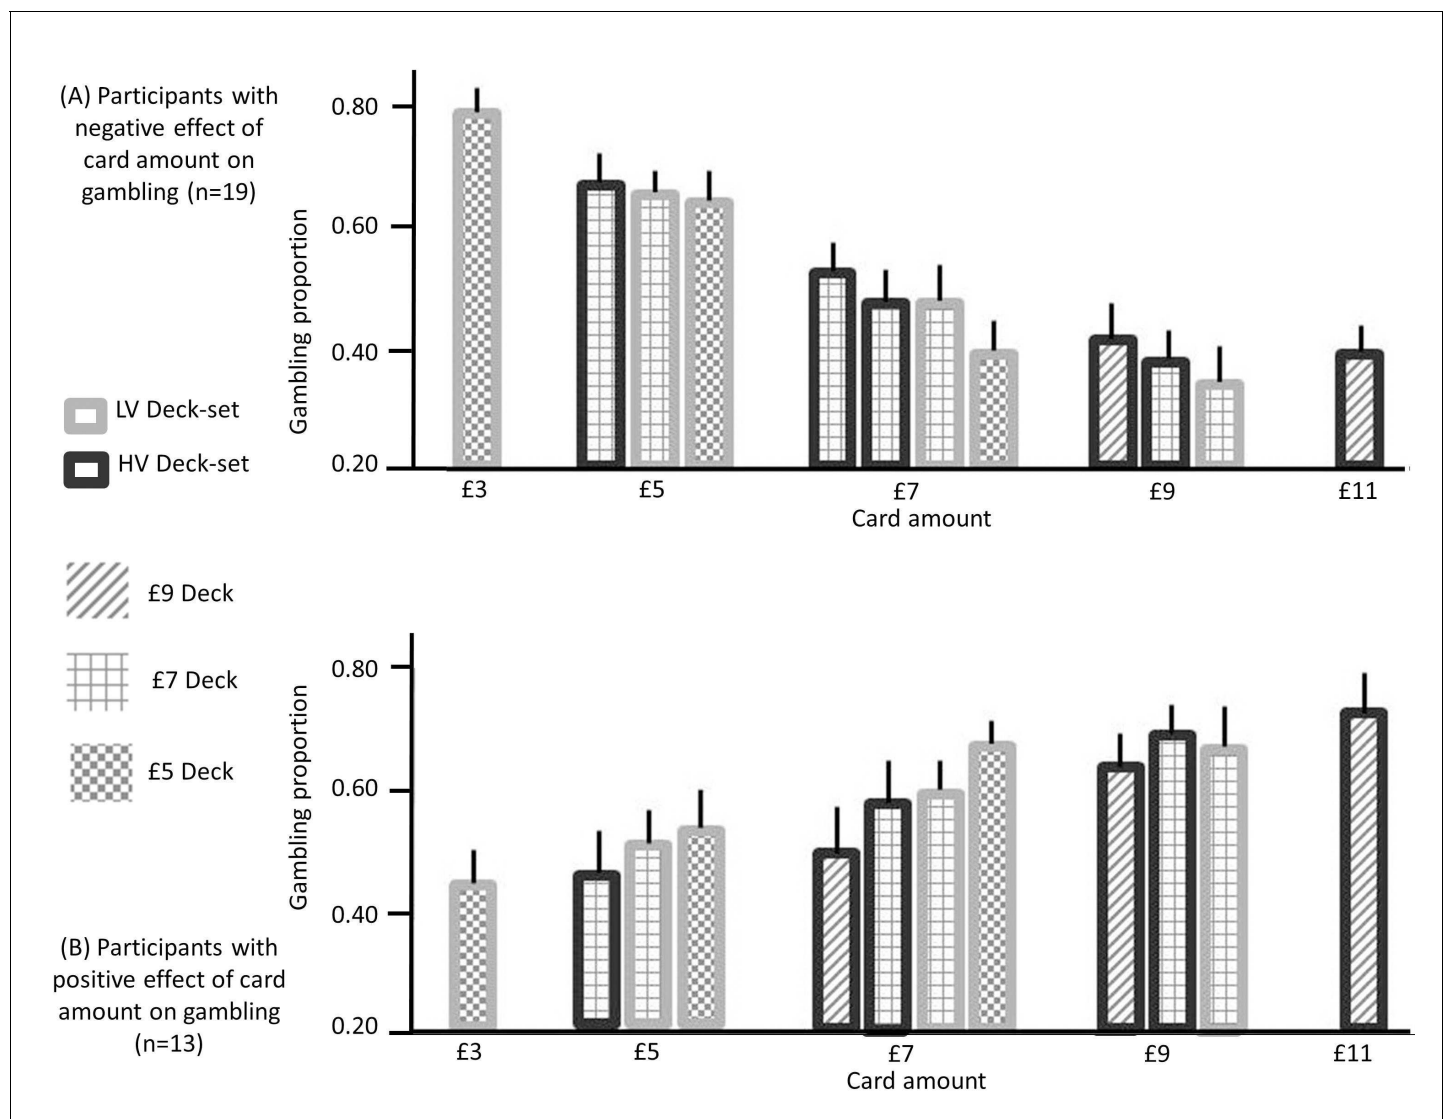 (A) Participants with
negative effect of
card amount on
gambling (n=19)
LV Deck-set
HV Deck-set
Gambling proportion
0.80
0.60
0.40
0.20
£3
£5
£7
£9
£11
Card amount
£9 Deck
£7 Deck
£5 Deck
(B) Participants with
positive effect of card
amount on gambling
(n=13)
Gambling proportion
0.80
0.60
0.40
0.20
£3
£5
£7
£9
£11
Card amount